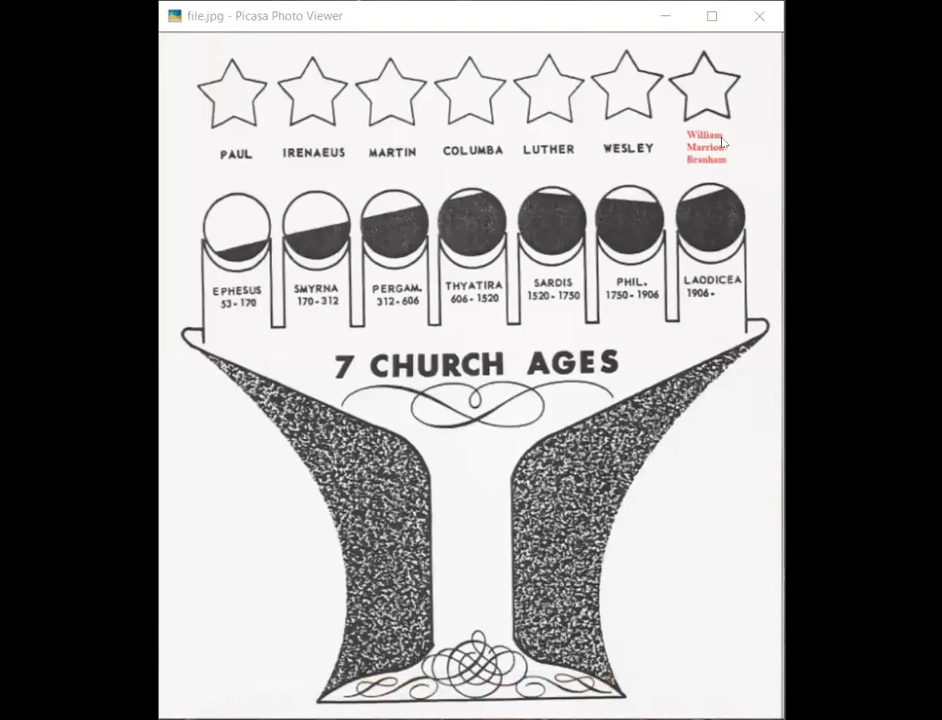 file.jpg - Picasa Photo Viewer
PAUL IRENAEUS MARTIN COLUMBA LUTHER WESLEY William
Marrion
Branham
EPHESUS SMYRNA PERGAM. THYATIRA SARDIS PHIL. LAODICEA
53-170 170-312 312-606 606-1520 1520-1750 1750-1906 1906-
7 CHURCH AGES